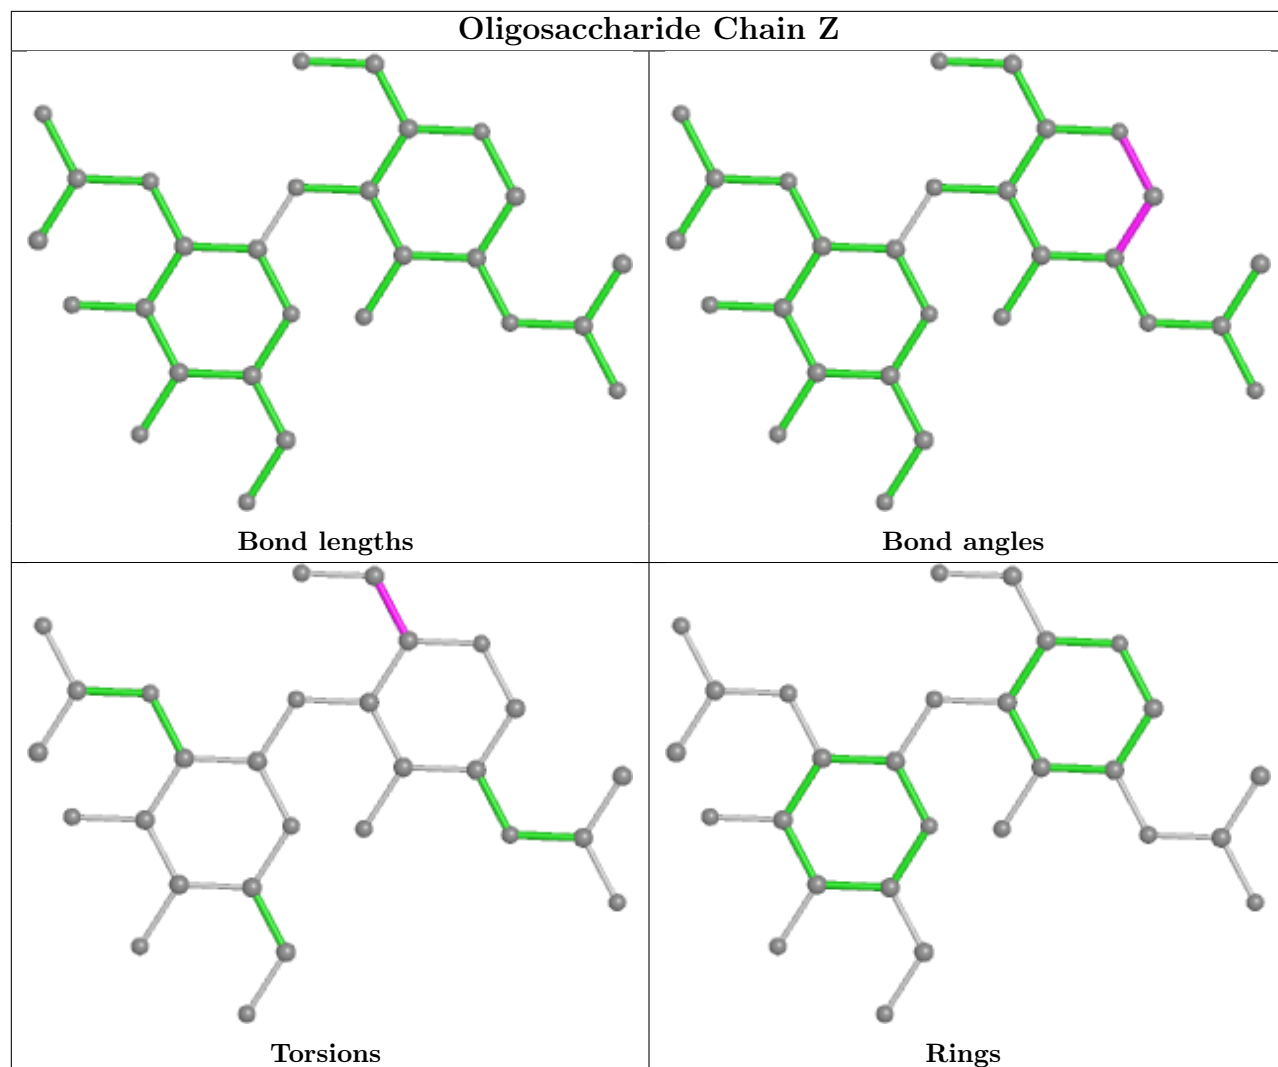 Oligosaccharide Chain Z
Bond lengths
Bond angles
Torsions
Rings